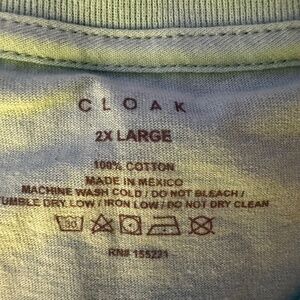 CLOAK
2X LARGE
100% COTTON
MADE IN MEXICO
MACHINE WASH COLD / DO NOT BLEACH /
UMBLE DRY LOW / IRON LOW / DO NOT DRY CLEAN
RN# 155221